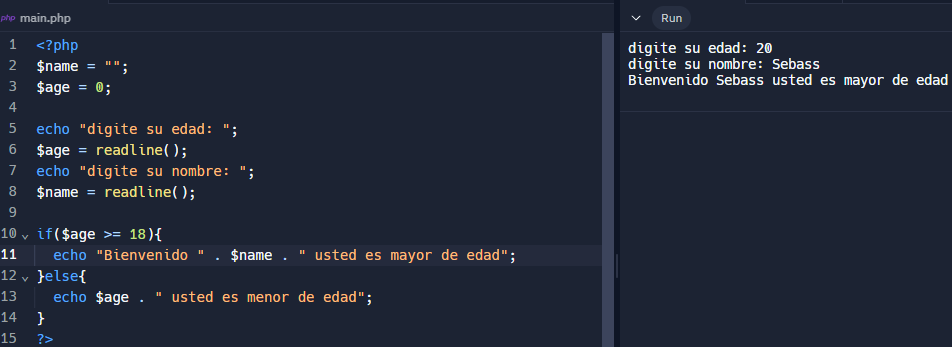 php main.php
1 <?php
2 $name = "";
3 $age = 0;
4
5 echo "digite su edad: ";
6 $age = readline();
7 echo "digite su nombre: ";
8 $name = readline();
9
10 if($age >= 18){
11   echo "Bienvenido " . $name . " usted es mayor de edad";
12 }else{
13   echo $age . " usted es menor de edad";
14 }
15 ?>
Run
digite su edad: 20
digite su nombre: Sebass
Bienvenido Sebass usted es mayor de edad